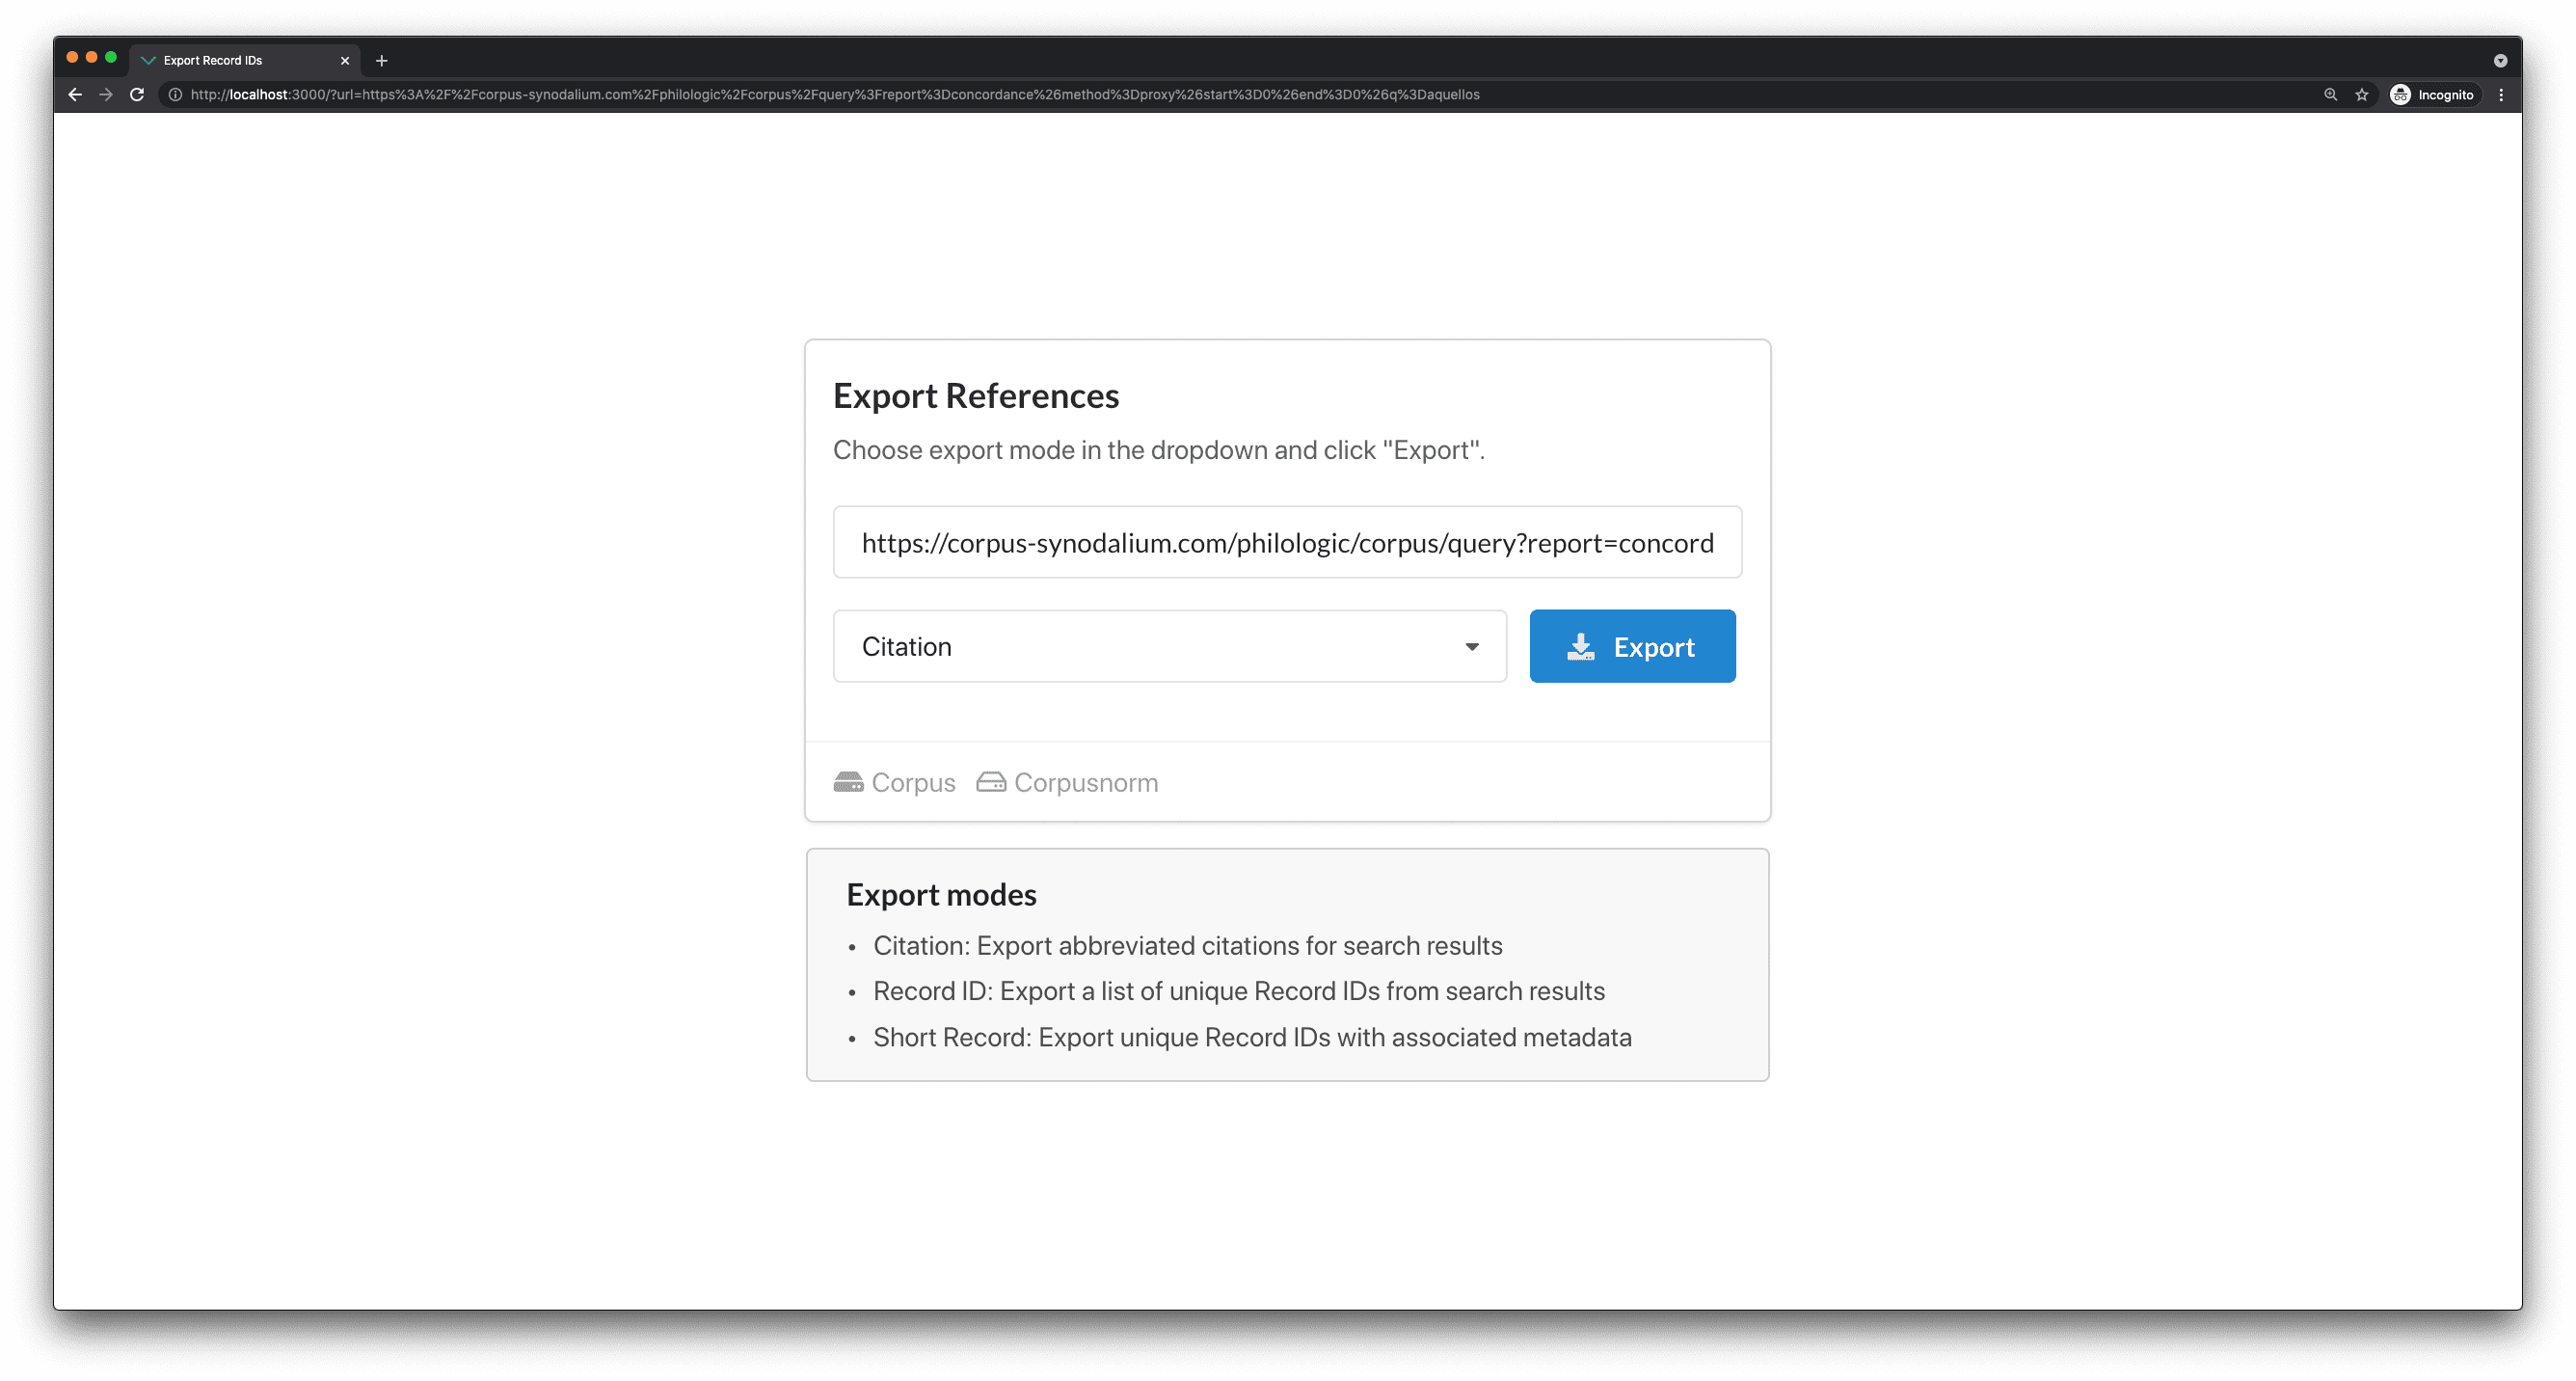 Export Record IDs
http://localhost:3000/?url=https%3A%2F%2Fcorpus-synodalium.com%2Fphilologic%2Fcorpus%2Fquery%3Freport%3Dconcordance%26method%3Dproxy%26start%3D0%26end%3D0%26q%3Daquellos
Incognito
Export References
Choose export mode in the dropdown and click "Export".
https://corpus-synodalium.com/philologic/corpus/query?report=concord
Citation
Export
Corpus
Corpusnorm
Export modes
• Citation: Export abbreviated citations for search results
• Record ID: Export a list of unique Record IDs from search results
• Short Record: Export unique Record IDs with associated metadata